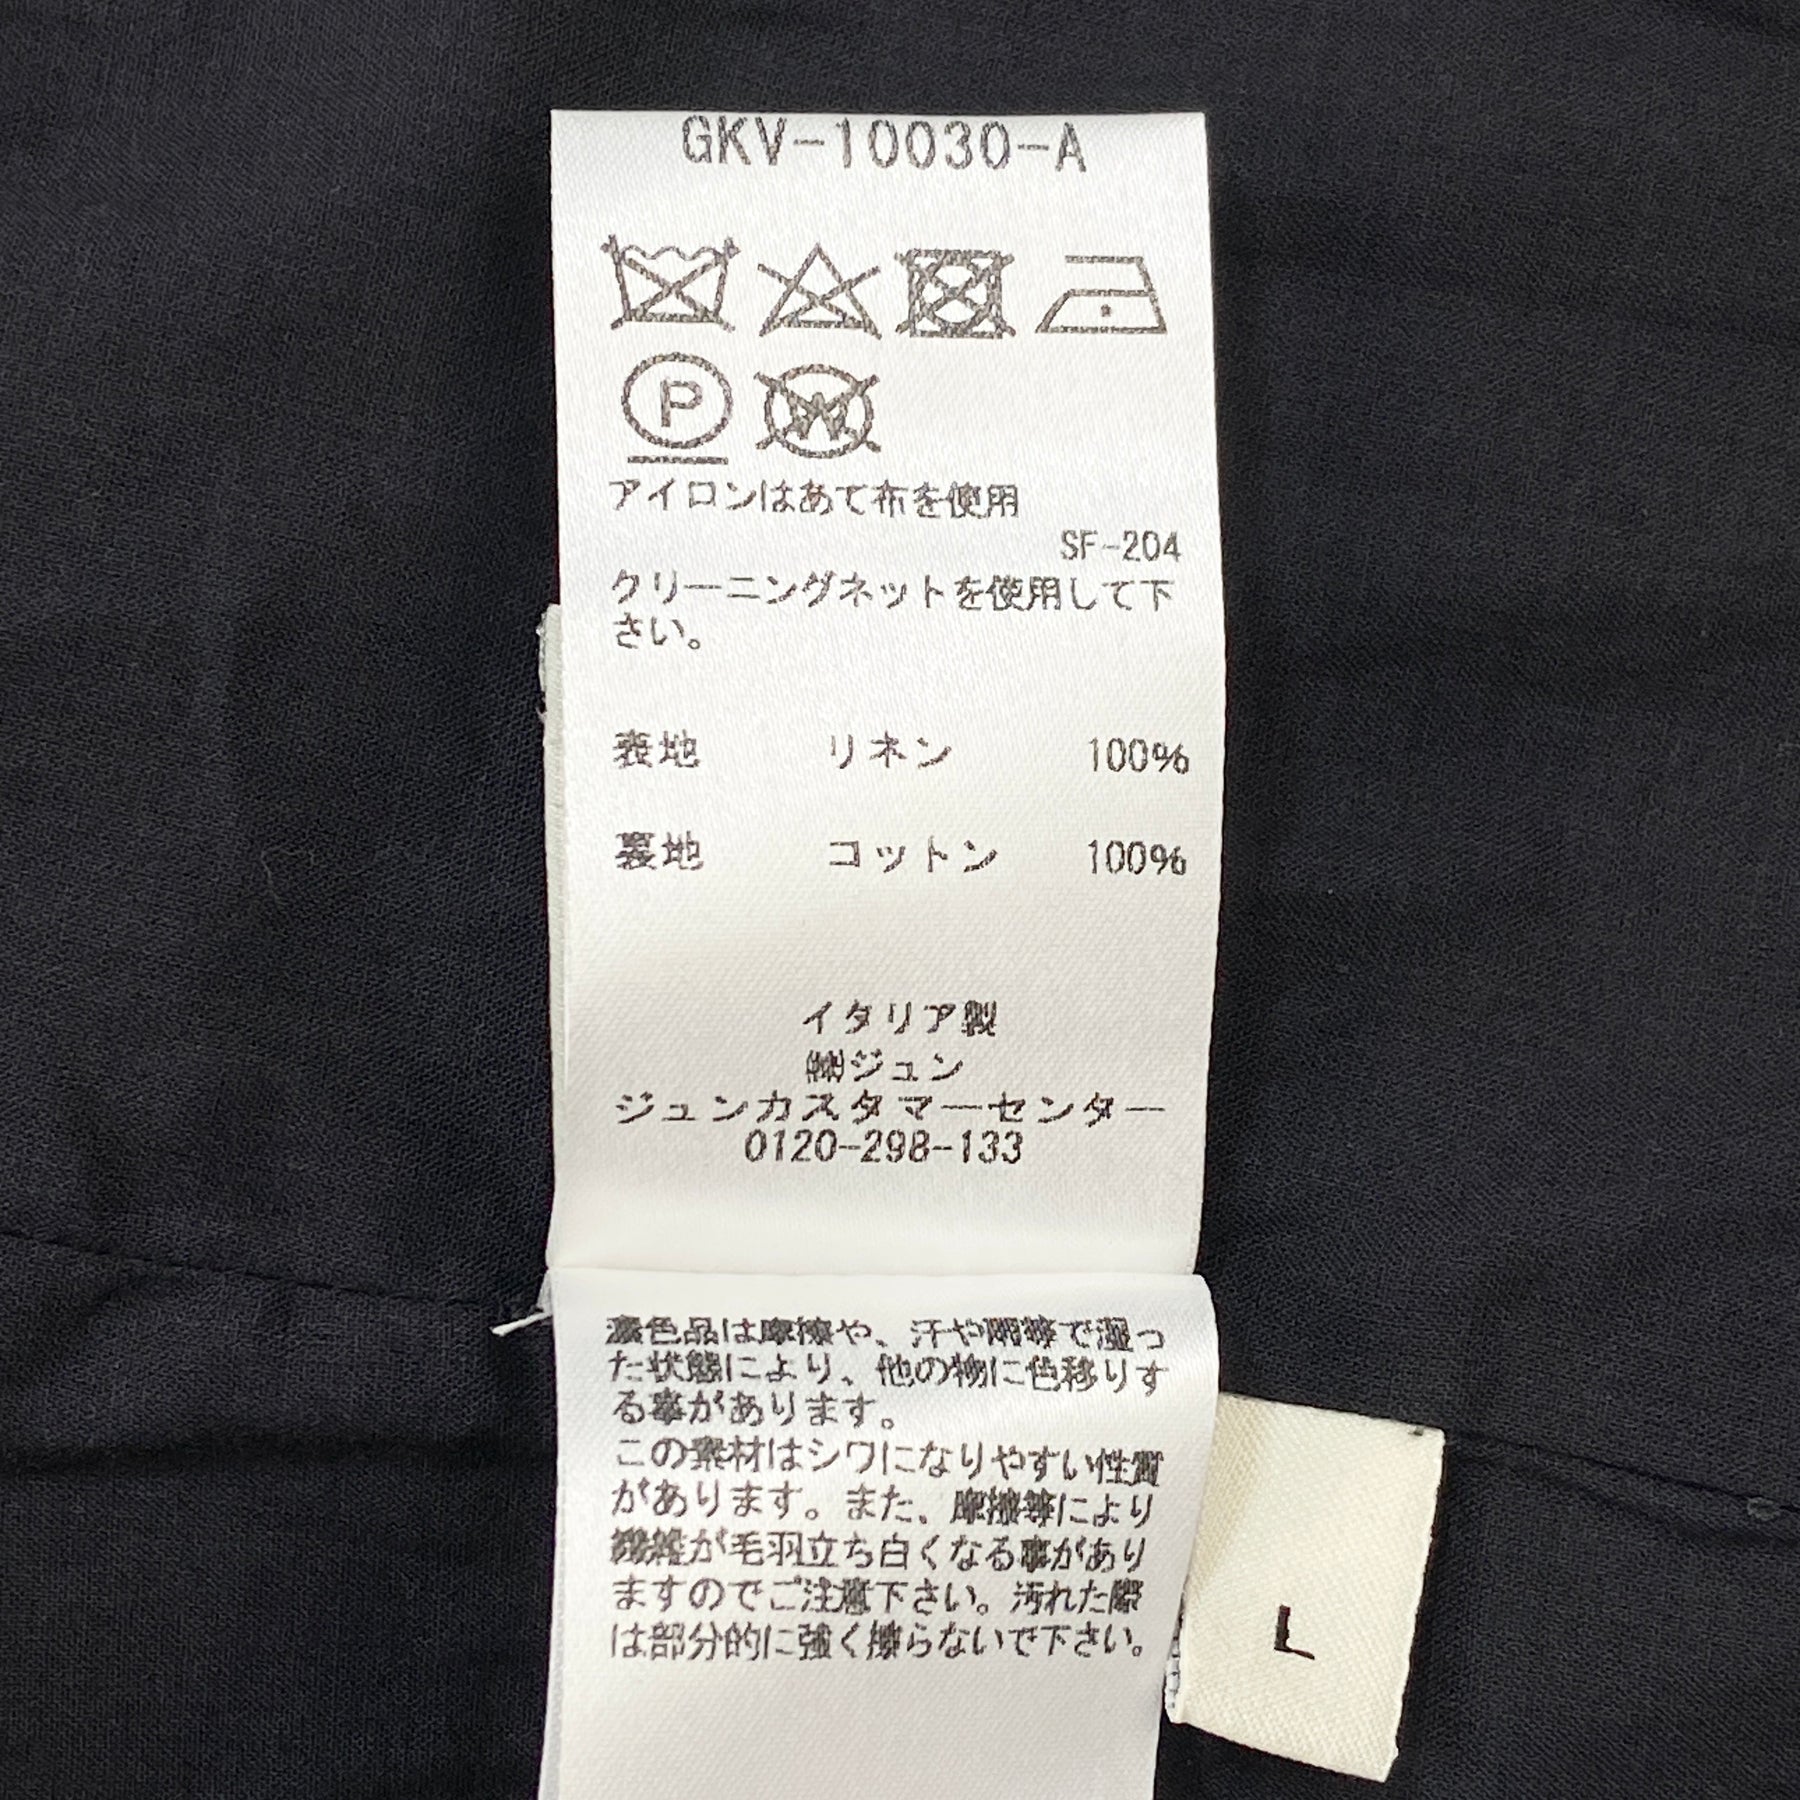 GKV-10030-A
P
W
アイロンはあて布を使用
SF-204
クリーニングネットを使用して下
さい。
表地 リネン 100%
裏地 コットン 100%
イタリア製
㈱ジュン
ジュンカスタマーセンター
0120-298-133
濃色品は摩擦や、汗や雨等で湿っ
た状態により、他の物に色移りす
る事があります。
この素材はシワになりやすい性質
があります。また、摩擦等により
繊維が毛羽立ち白くなる事があり
ますのでご注意下さい。汚れた際
は部分的に強く擦らないで下さい。
L